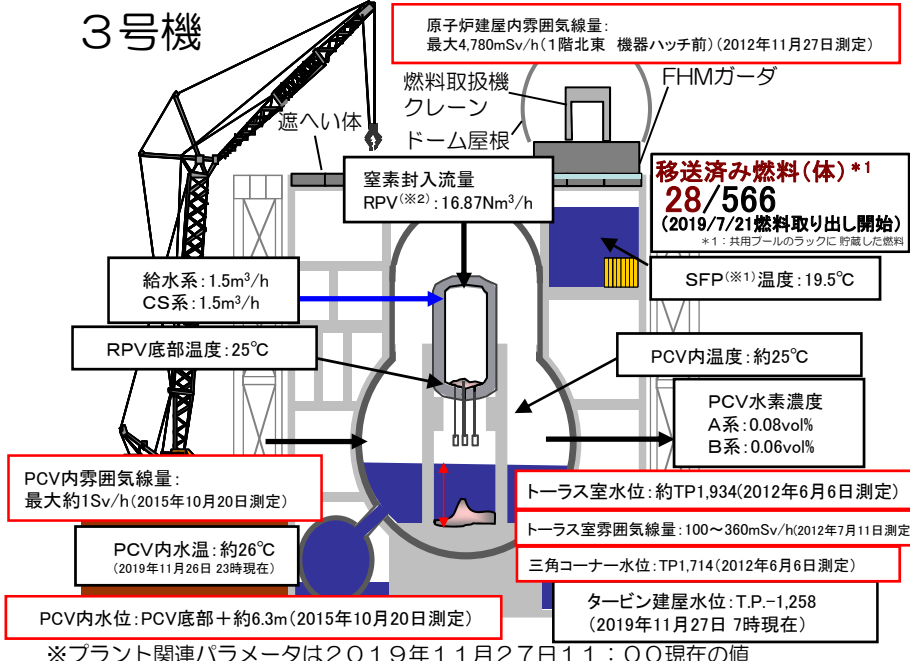 3号機
原子炉建屋内雰囲気線量:
最大4,780mSv/h(1階北東 機器ハッチ前)(2012年11月27日測定)
燃料取扱機
クレーン
FHMガーダ
遮へい体
ドーム屋根
窒素封入流量
RPV(※2):16.87Nm³/h
移送済み燃料(体)*1
28/566
(2019/7/21燃料取り出し開始)
*1:共用プールのラックに貯蔵した燃料
給水系:1.5m³/h
CS系:1.5m³/h
SFP(※1)温度:19.5℃
RPV底部温度:25℃
PCV内温度:約25℃
PCV水素濃度
A系:0.08vol%
B系:0.06vol%
PCV内雰囲気線量:
最大約1Sv/h(2015年10月20日測定)
トーラス室水位:約TP1,934(2012年6月6日測定)
トーラス室雰囲気線量:100~360mSv/h(2012年7月11日測定)
PCV内水温:約26℃
(2019年11月26日 23時現在)
三角コーナー水位:TP1,714(2012年6月6日測定)
PCV内水位:PCV底部+約6.3m(2015年10月20日測定)
タービン建屋水位:T.P.-1,258
(2019年11月27日 7時現在)
※プラント関連パラメータは2019年11月27日11:00現在の値